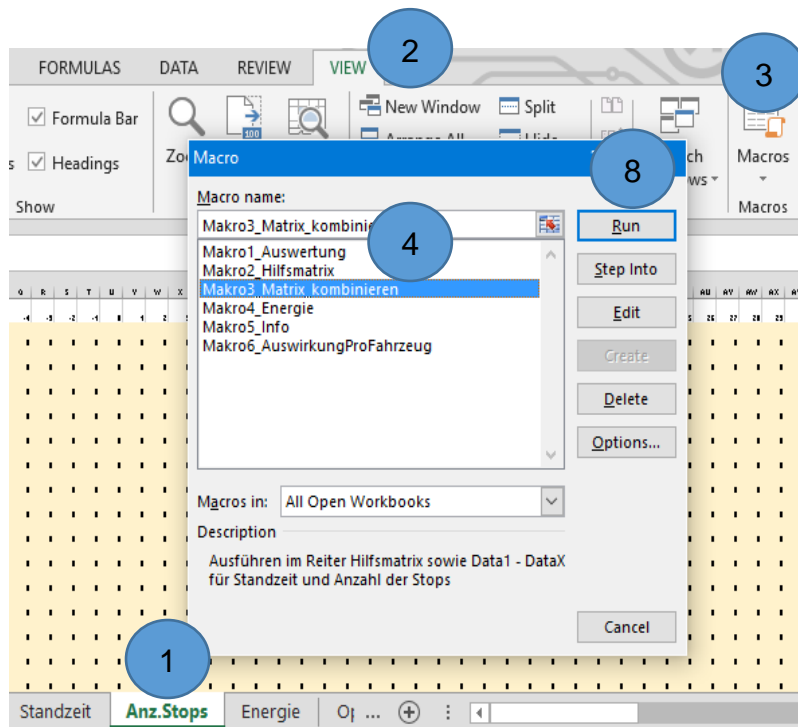 2
FORMULAS DATA REVIEW VIEW
3
Formula Bar
100
New Window Split
Headings
Macros
Show
Macros
Macro
8
Macro name:
Makro3_Matrix_kombinie
4
Run
Makro1_Auswertung
Makro2_Hilfsmatrix
Makro3_Matrix_kombinieren
Makro4_Energie
Makro5_Info
Makro6_AuswirkungProFahrzeug
Step Into
Edit
Create
Delete
Options...
Macros in: All Open Workbooks
Description
Ausführen im Reiter Hilfsmatrix sowie Data1 - DataX
für Standzeit und Anzahl der Stops
Cancel
1
Standzeit Anz.Stops Energie ...